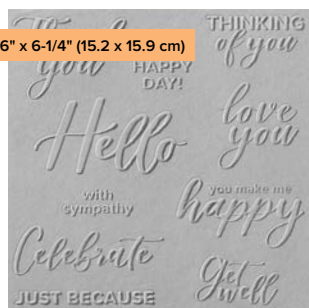 6" x 6-1/4" (15.2 x 15.9 cm)
you
HAPPY
DAY!
THINKING
of you
Hello
love
you
with
sympathy
you make me
happy
Celebrate
Get
well
JUST BECAUSE